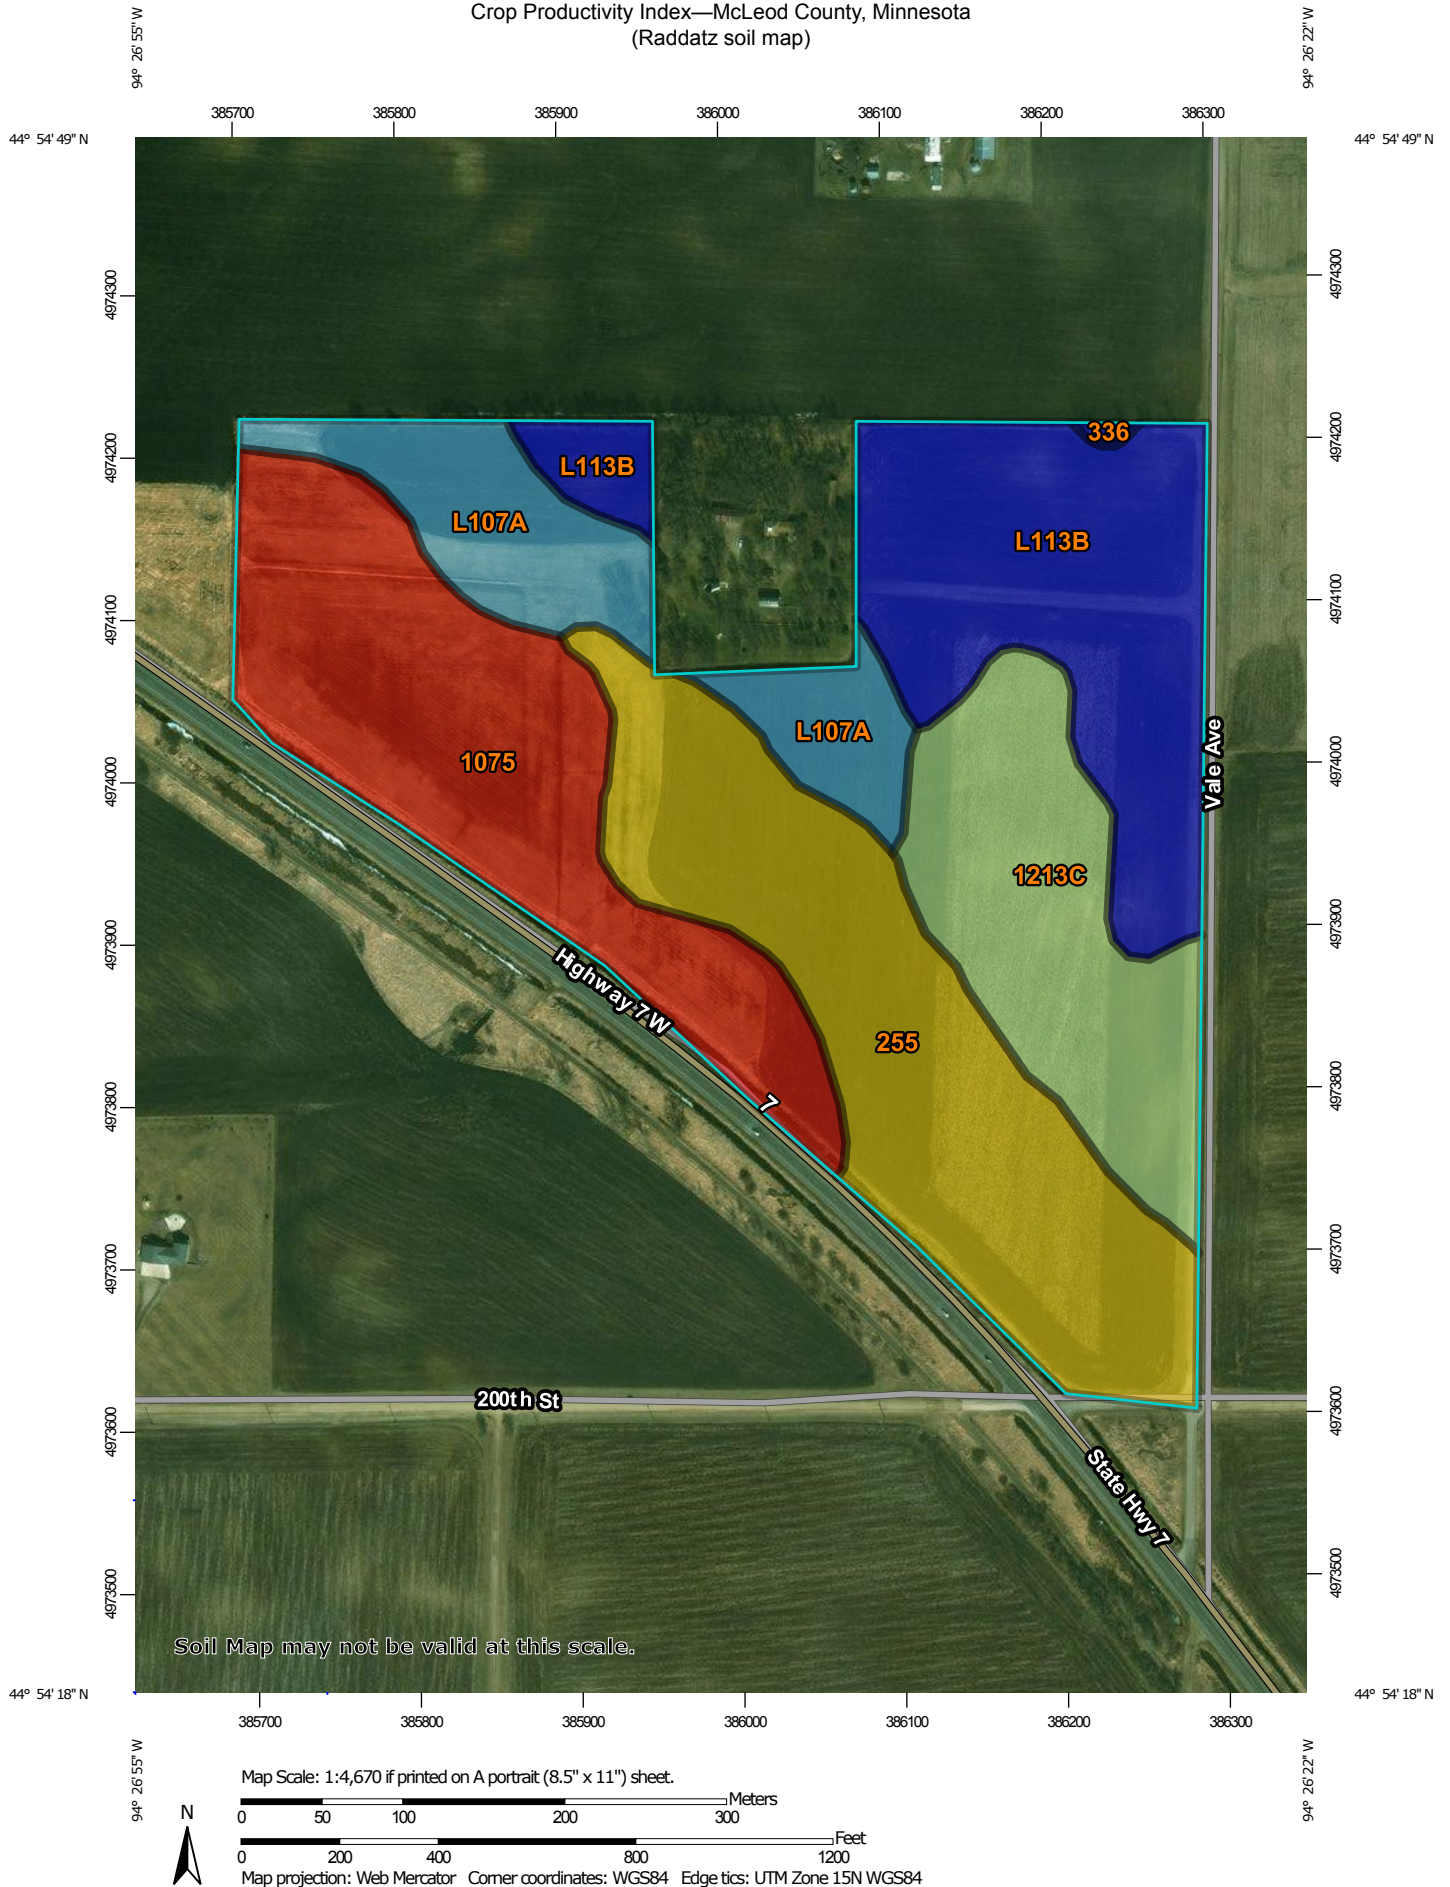 Crop Productivity Index—McLeod County, Minnesota
(Raddatz soil map)
94° 26' 55'' W
94° 26' 22'' W
385700 385800 385900 386000 386100 386200 386300
44° 54' 49'' N
44° 54' 49'' N
4974300
4974300
4974200
4974200
336
L113B
L107A
L113B
4974100
4974100
L107A
1075
Vale Ave
4974000
4974000
1213C
4973900
4973900
Highway 7 W
255
7
4973800
4973800
4973700
4973700
200th St
4973600
4973600
State Hwy 7
4973500
4973500
Soil Map may not be valid at this scale.
44° 54' 18'' N
44° 54' 18'' N
385700 385800 385900 386000 386100 386200 386300
94° 26' 55'' W
94° 26' 22'' W
Map Scale: 1:4,670 if printed on A portrait (8.5" x 11") sheet.
Meters
0 50 100 200 300
N
Feet
0 200 400 800 1200
Map projection: Web Mercator Corner coordinates: WGS84 Edge tics: UTM Zone 15N WGS84